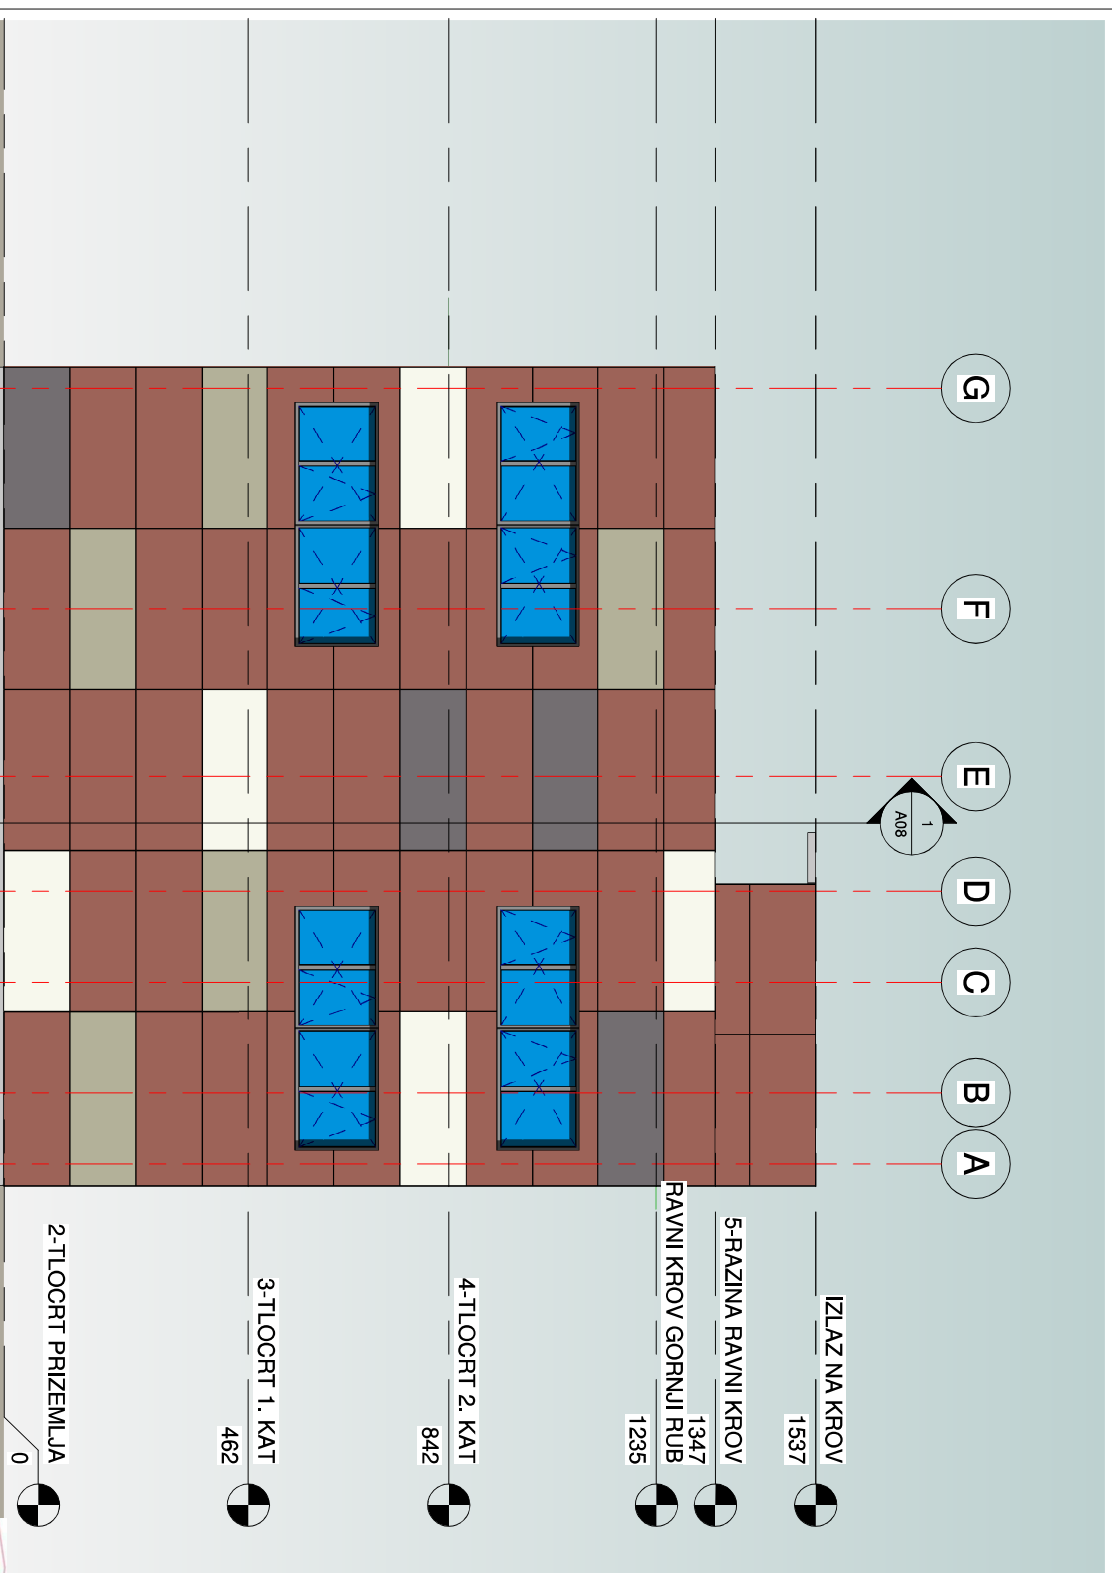 G
F
E
D
C
B
A
1
A08
IZLAZ NA KROV
1537
5-RAZINA RAVNI KROV
1347
RAVNI KROV GORNJI RUB
1235
4-TLOCRT 2. KAT
842
3-TLOCRT 1. KAT
462
2-TLOCRT PRIZEMLJA
0